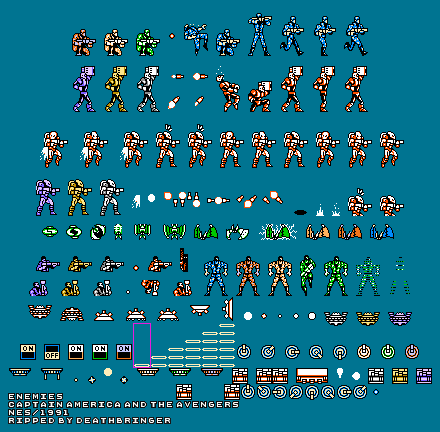 ON OFF ON ON ON
ENEMIES
CAPTAIN AMERICA AND THE AVENGERS
NES/1991
RIPPED BY DEATHBRINGER